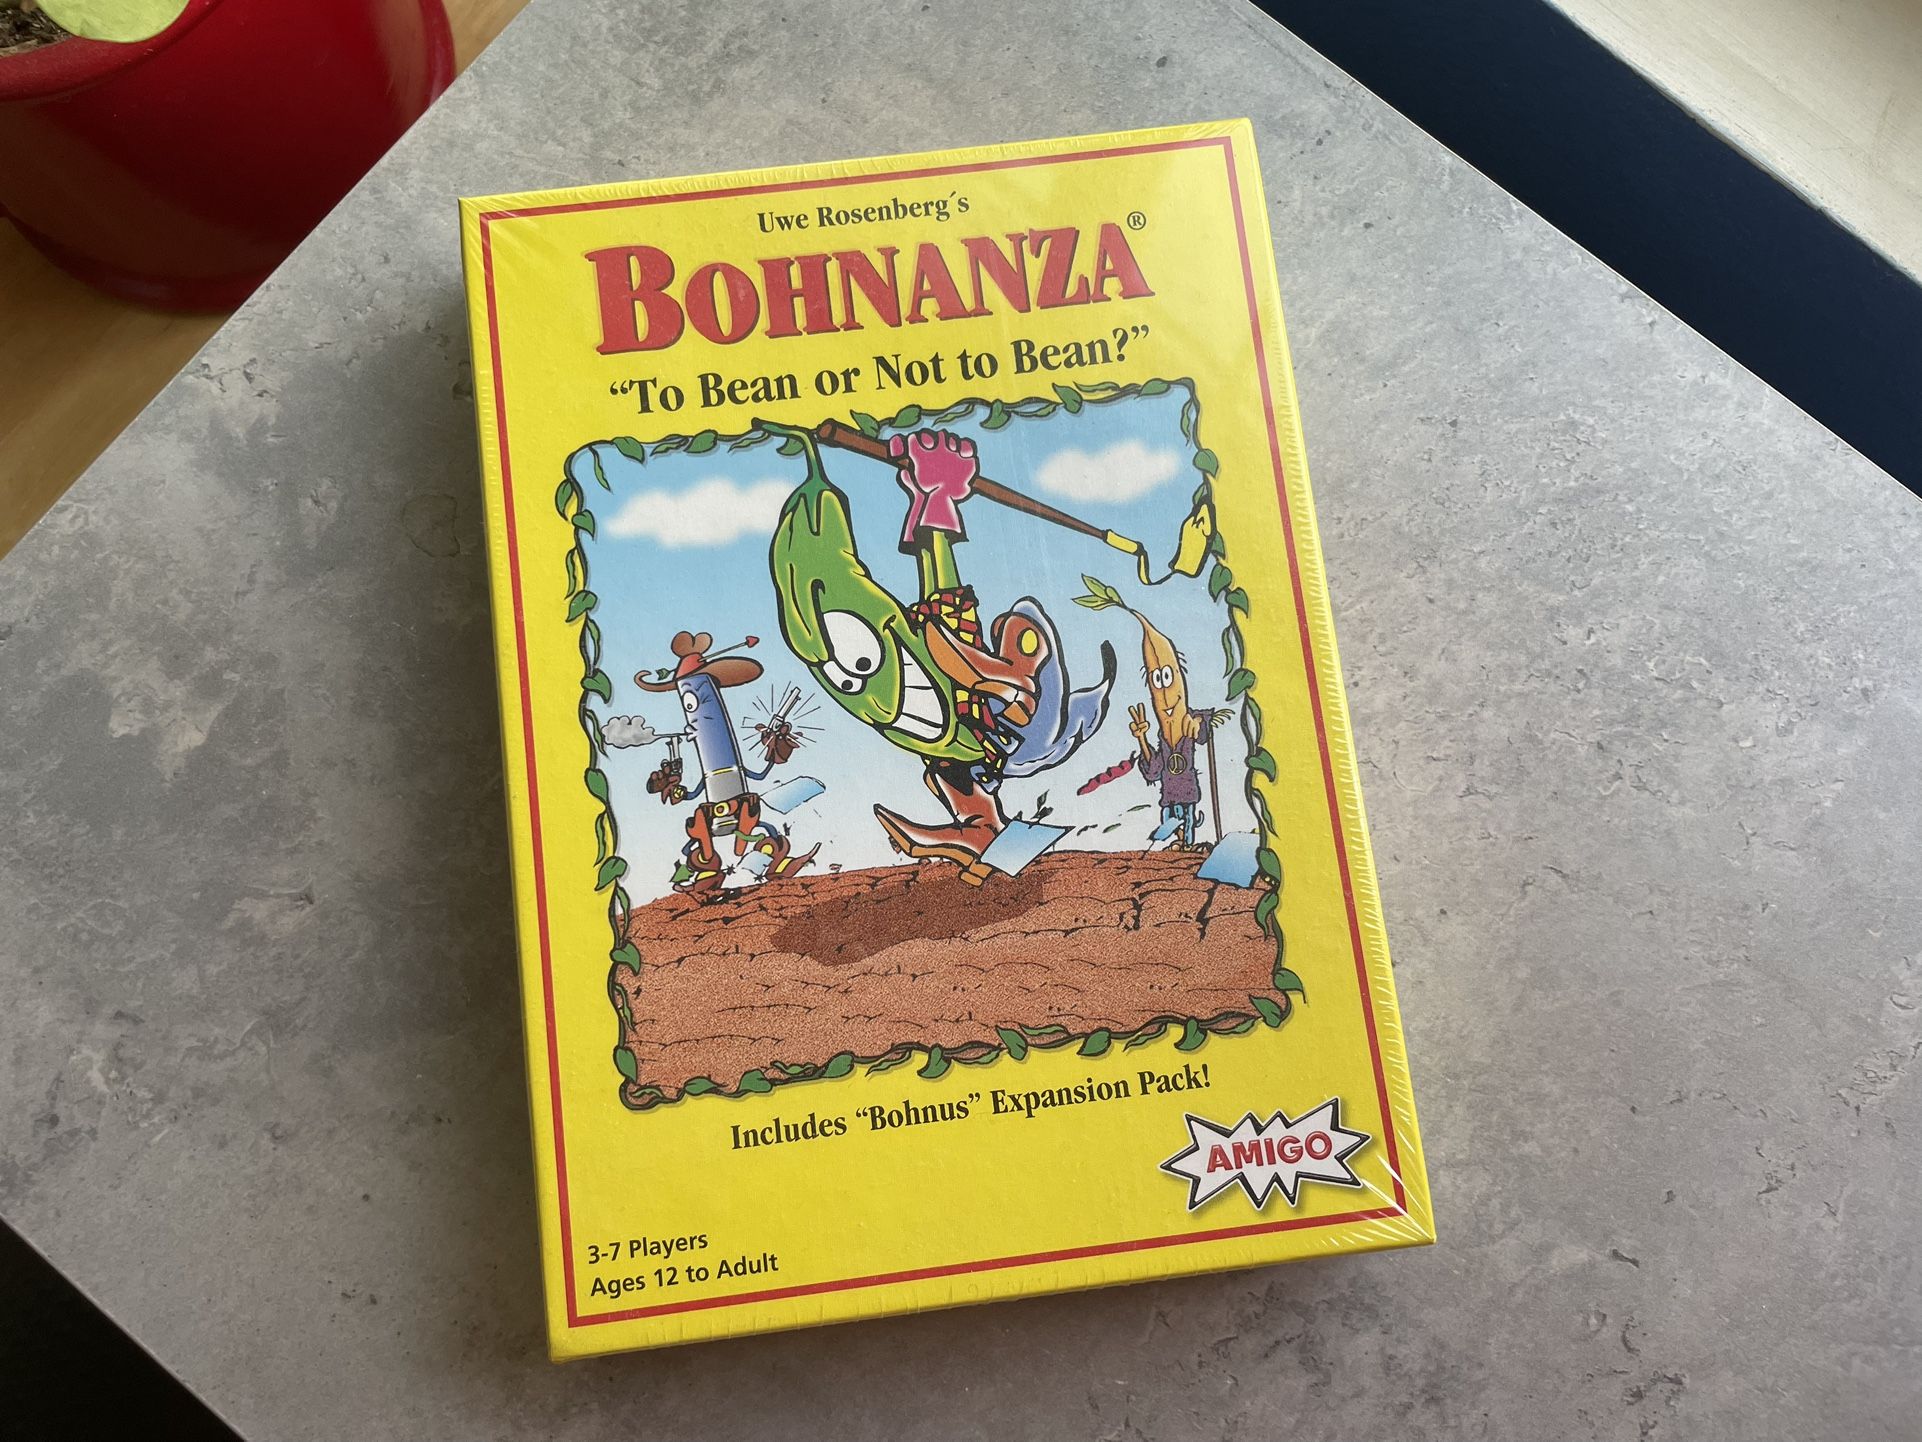 Uwe Rosenberg´s
BOHNANZA®
“To Bean or Not to Bean?”
Includes “Bohnus” Expansion Pack!
AMIGO
3-7 Players
Ages 12 to Adult